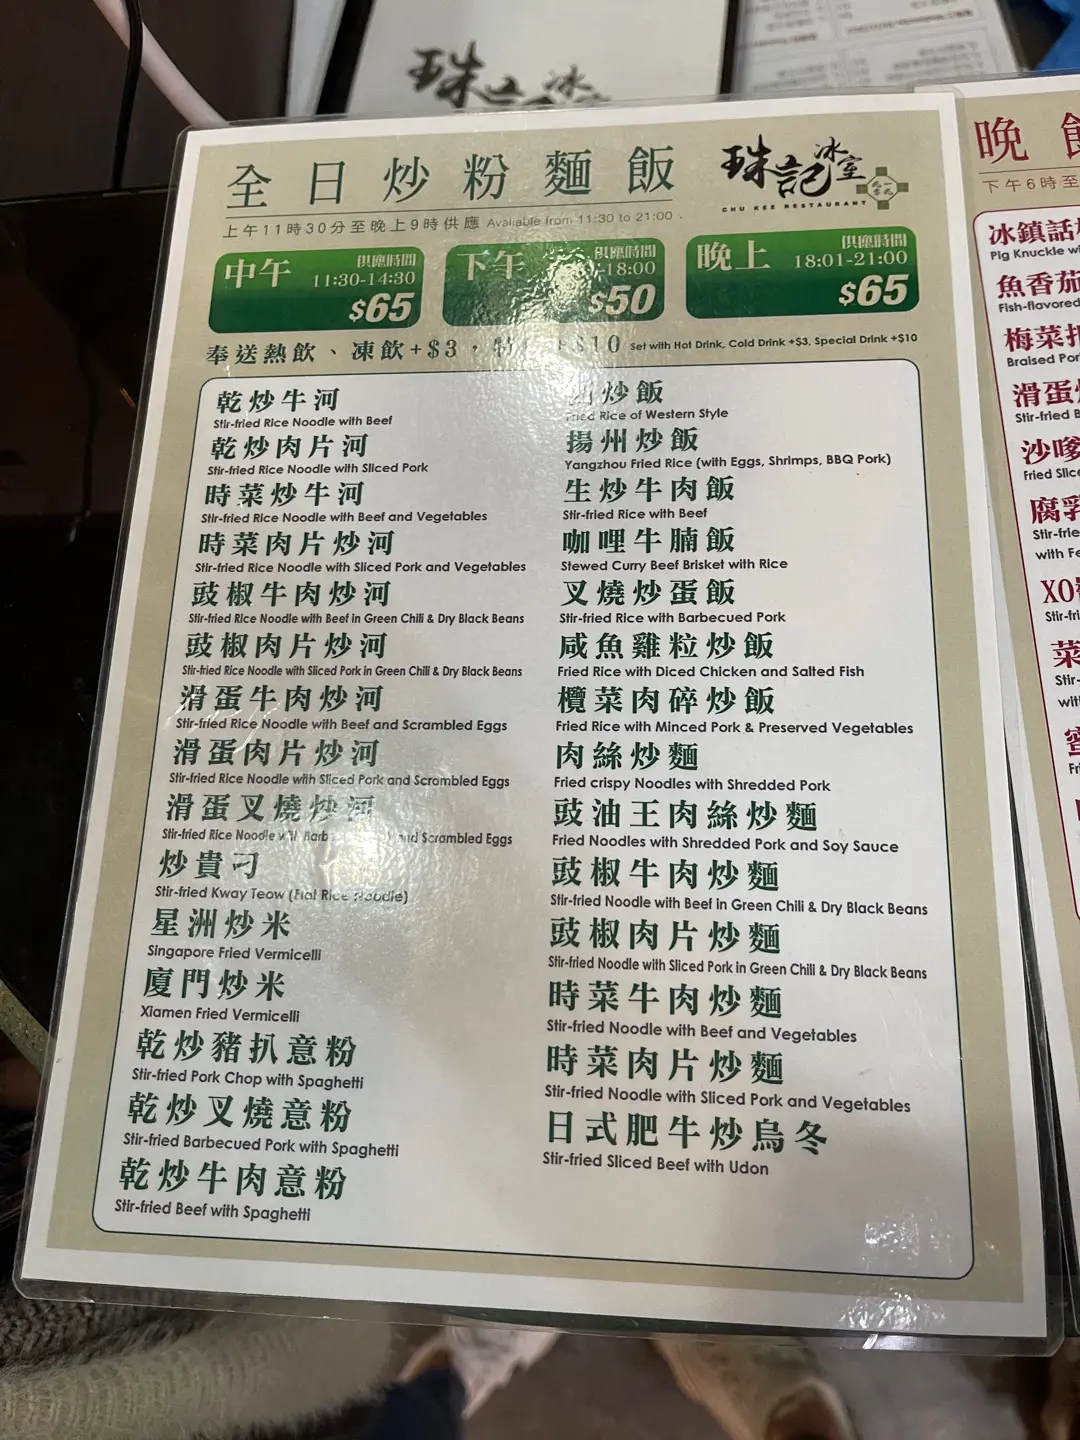 珠記冰
全日炒粉麵飯
珠記冰室
CHU KEE RESTAURANT
上午11時30分至晚上9時供應 Available from 11:30 to 21:00 .
中午 供應時間
11:30-14:30
$65
下午 供應時間
-18:00
$50
晚上 供應時間
18:01-21:00
$65
奉送熱飲、凍飲+$3,特 +$10 Set with Hot Drink, Cold Drink +$3, Special Drink +$10
乾炒牛河
Stir-fried Rice Noodle with Beef
乾炒肉片河
Stir-fried Rice Noodle with Sliced Pork
時菜炒牛河
Stir-fried Rice Noodle with Beef and Vegetables
時菜肉片炒河
Stir-fried Rice Noodle with Sliced Pork and Vegetables
豉椒牛肉炒河
Stir-fried Rice Noodle with Beef in Green Chili & Dry Black Beans
豉椒肉片炒河
Stir-fried Rice Noodle with Sliced Pork in Green Chili & Dry Black Beans
滑蛋牛肉炒河
Stir-fried Rice Noodle with Beef and Scrambled Eggs
滑蛋肉片炒河
Stir-fried Rice Noodle with Sliced Pork and Scrambled Eggs
滑蛋叉燒炒河
Stir-fried Rice Noodle with and Scrambled Eggs
炒貴刁
Stir-fried Kway Teow (Flat Rice Noodle)
星洲炒米
Singapore Fried Vermicelli
廈門炒米
Xiamen Fried Vermicelli
乾炒豬扒意粉
Stir-fried Pork Chop with Spaghetti
乾炒叉燒意粉
Stir-fried Barbecued Pork with Spaghetti
乾炒牛肉意粉
Stir-fried Beef with Spaghetti
炒飯
Fried Rice of Western Style
揚州炒飯
Yangzhou Fried Rice (with Eggs, Shrimps, BBQ Pork)
生炒牛肉飯
Stir-fried Rice with Beef
咖哩牛腩飯
Stewed Curry Beef Brisket with Rice
叉燒炒蛋飯
Stir-fried Rice with Barbecued Pork
咸魚雞粒炒飯
Fried Rice with Diced Chicken and Salted Fish
欖菜肉碎炒飯
Fried Rice with Minced Pork & Preserved Vegetables
肉絲炒麵
Fried crispy Noodles with Shredded Pork
豉油王肉絲炒麵
Fried Noodles with Shredded Pork and Soy Sauce
豉椒牛肉炒麵
Stir-fried Noodle with Beef in Green Chili & Dry Black Beans
豉椒肉片炒麵
Stir-fried Noodle with Sliced Pork in Green Chili & Dry Black Beans
時菜牛肉炒麵
Stir-fried Noodle with Beef and Vegetables
時菜肉片炒麵
Stir-fried Noodle with Sliced Pork and Vegetables
日式肥牛炒烏冬
Stir-fried Sliced Beef with Udon
晚
下午6時至
冰鎮話
Pig Knuckle
魚香茄
Fish-flavored
梅菜扣
Braised
滑蛋
Stir-fried
沙嗲
Fried
腐乳
with
XO
菜